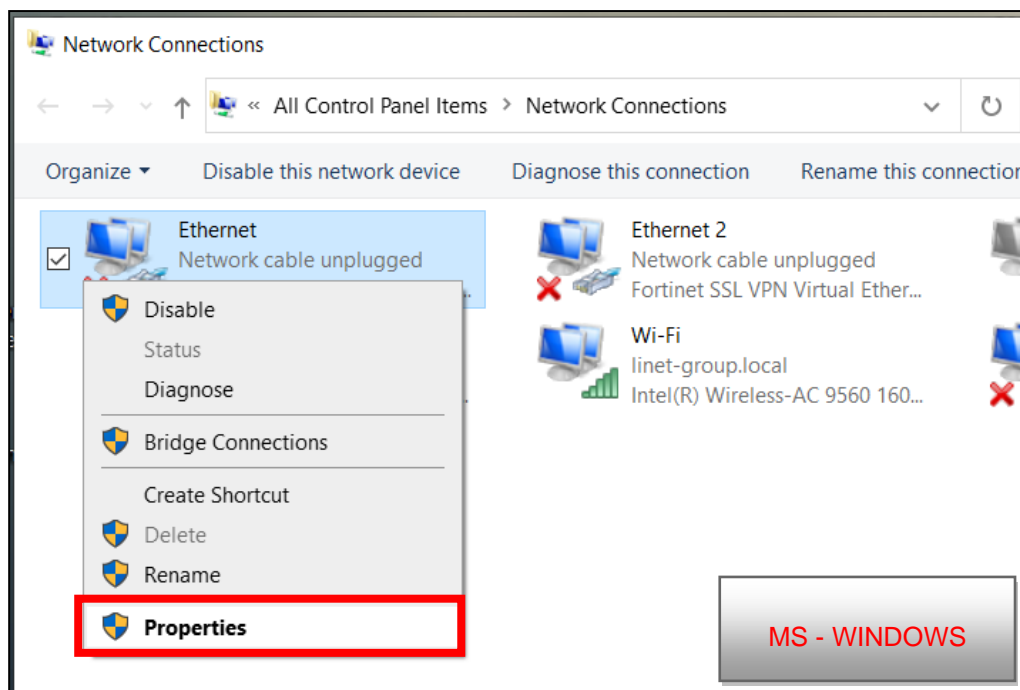 Network Connections
« All Control Panel Items > Network Connections
Organize Disable this network device Diagnose this connection Rename this connection
Ethernet
Network cable unplugged
Ethernet 2
Network cable unplugged
Fortinet SSL VPN Virtual Ether...
Wi-Fi
linet-group.local
Intel(R) Wireless-AC 9560 160...
Disable
Status
Diagnose
Bridge Connections
Create Shortcut
Delete
Rename
Properties
MS - WINDOWS